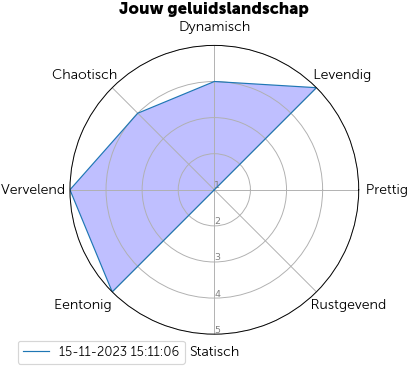 Jouw geluidslandschap
Dynamisch
Chaotisch
Levendig
Vervelend
Prettig
1
2
3
4
5
Eentonig
Rustgevend
Statisch
15-11-2023 15:11:06